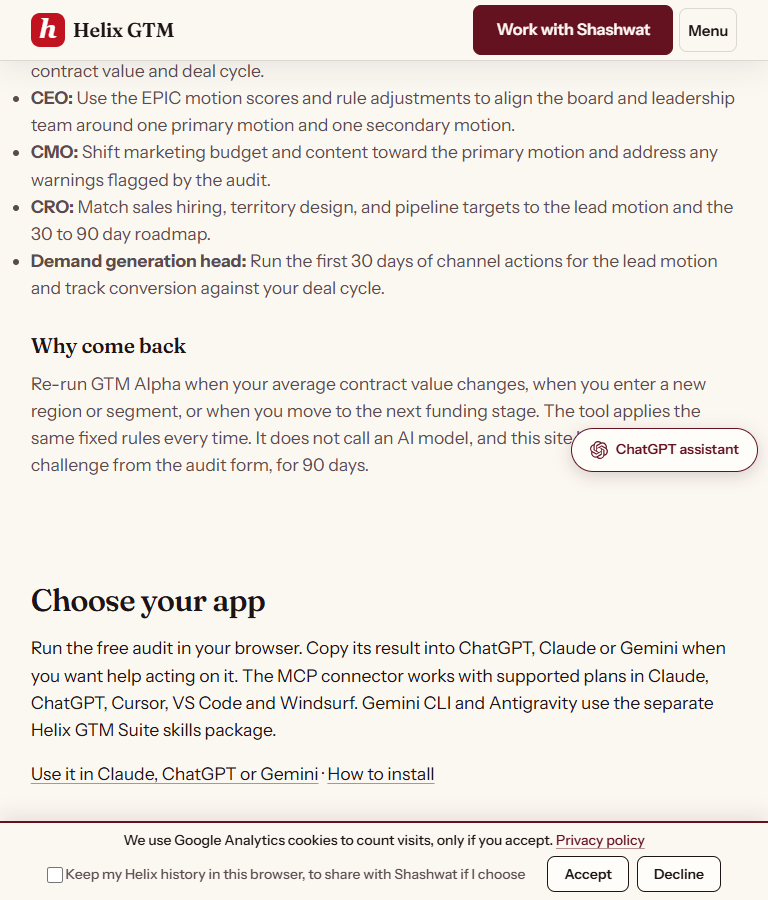 h Helix GTM
Work with Shashwat
Menu
contract value and deal cycle.
• CEO: Use the EPIC motion scores and rule adjustments to align the board and leadership
team around one primary motion and one secondary motion.
• CMO: Shift marketing budget and content toward the primary motion and address any
warnings flagged by the audit.
• CRO: Match sales hiring, territory design, and pipeline targets to the lead motion and the
30 to 90 day roadmap.
• Demand generation head: Run the first 30 days of channel actions for the lead motion
and track conversion against your deal cycle.
Why come back
Re-run GTM Alpha when your average contract value changes, when you enter a new
region or segment, or when you move to the next funding stage. The tool applies the
same fixed rules every time. It does not call an AI model, and this site
ChatGPT assistant
challenge from the audit form, for 90 days.
Choose your app
Run the free audit in your browser. Copy its result into ChatGPT, Claude or Gemini when
you want help acting on it. The MCP connector works with supported plans in Claude,
ChatGPT, Cursor, VS Code and Windsurf. Gemini CLI and Antigravity use the separate
Helix GTM Suite skills package.
Use it in Claude, ChatGPT or Gemini · How to install
We use Google Analytics cookies to count visits, only if you accept. Privacy policy
Keep my Helix history in this browser, to share with Shashwat if I choose
Accept
Decline